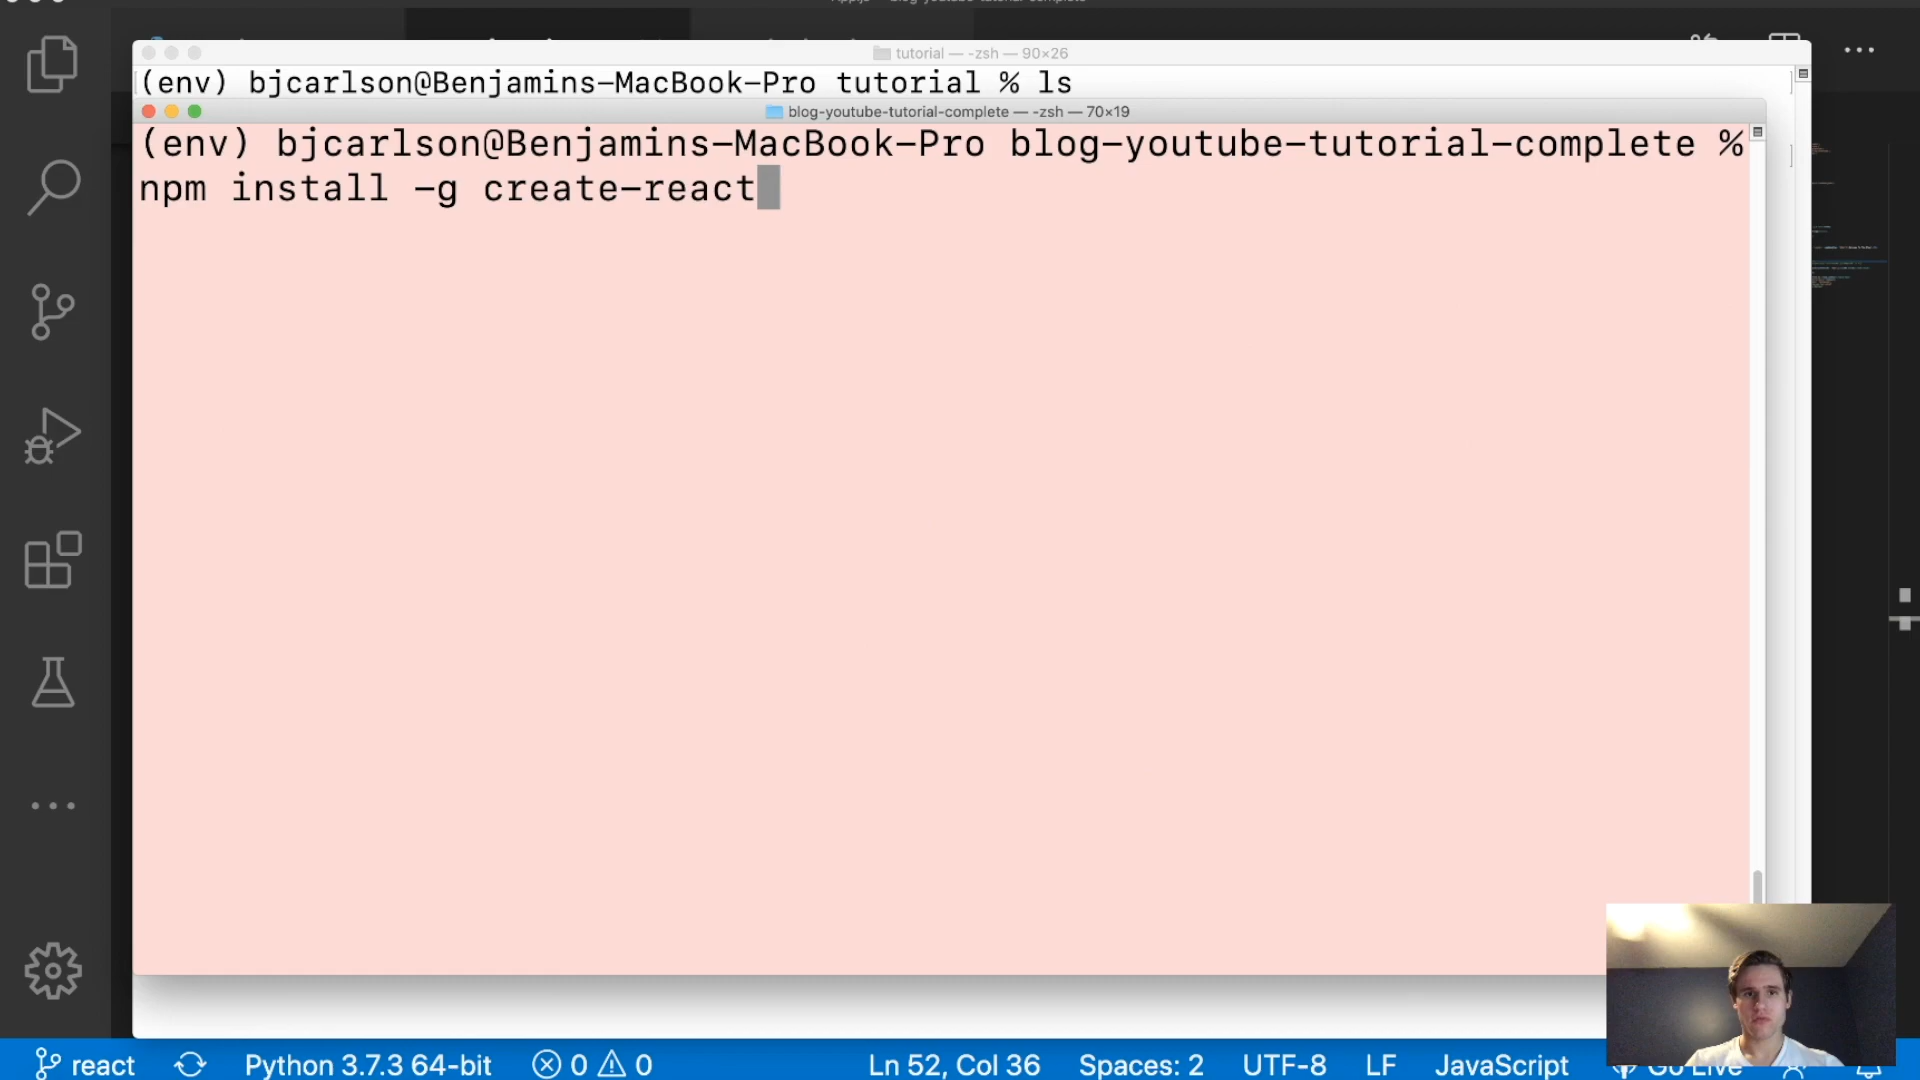 tutorial — -zsh — 90×26
(env) bjcarlson@Benjamins-MacBook-Pro tutorial % ls
blog-youtube-tutorial-complete — -zsh — 70×19
(env) bjcarlson@Benjamins-MacBook-Pro blog-youtube-tutorial-complete %
npm install -g create-react
react Python 3.7.3 64-bit 0 0 Ln 52, Col 36 Spaces: 2 UTF-8 LF JavaScript Go Live